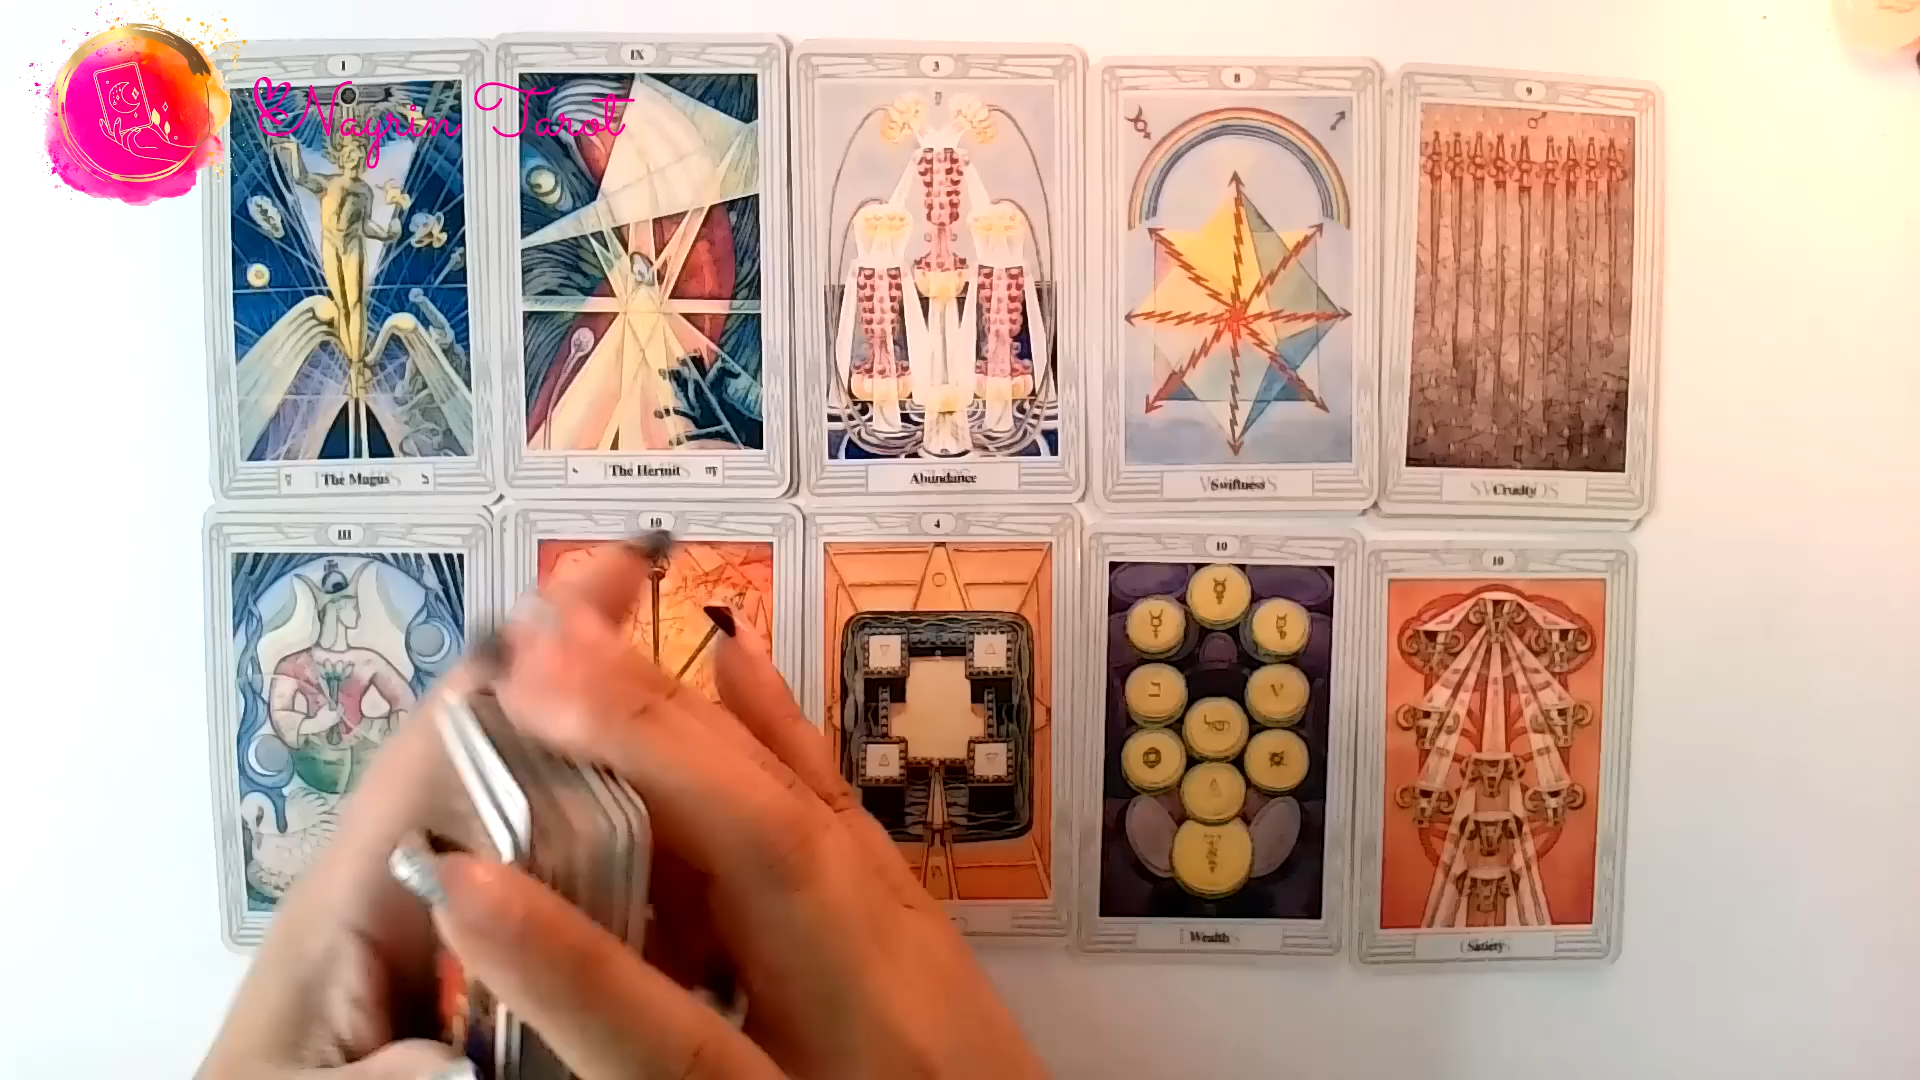 Nayrin Tarot
I
IX
3
8
9
The Magus
The Hermit
Abundance
Swiftness
Cruelty
III
10
4
10
10
Wealth
Satiety